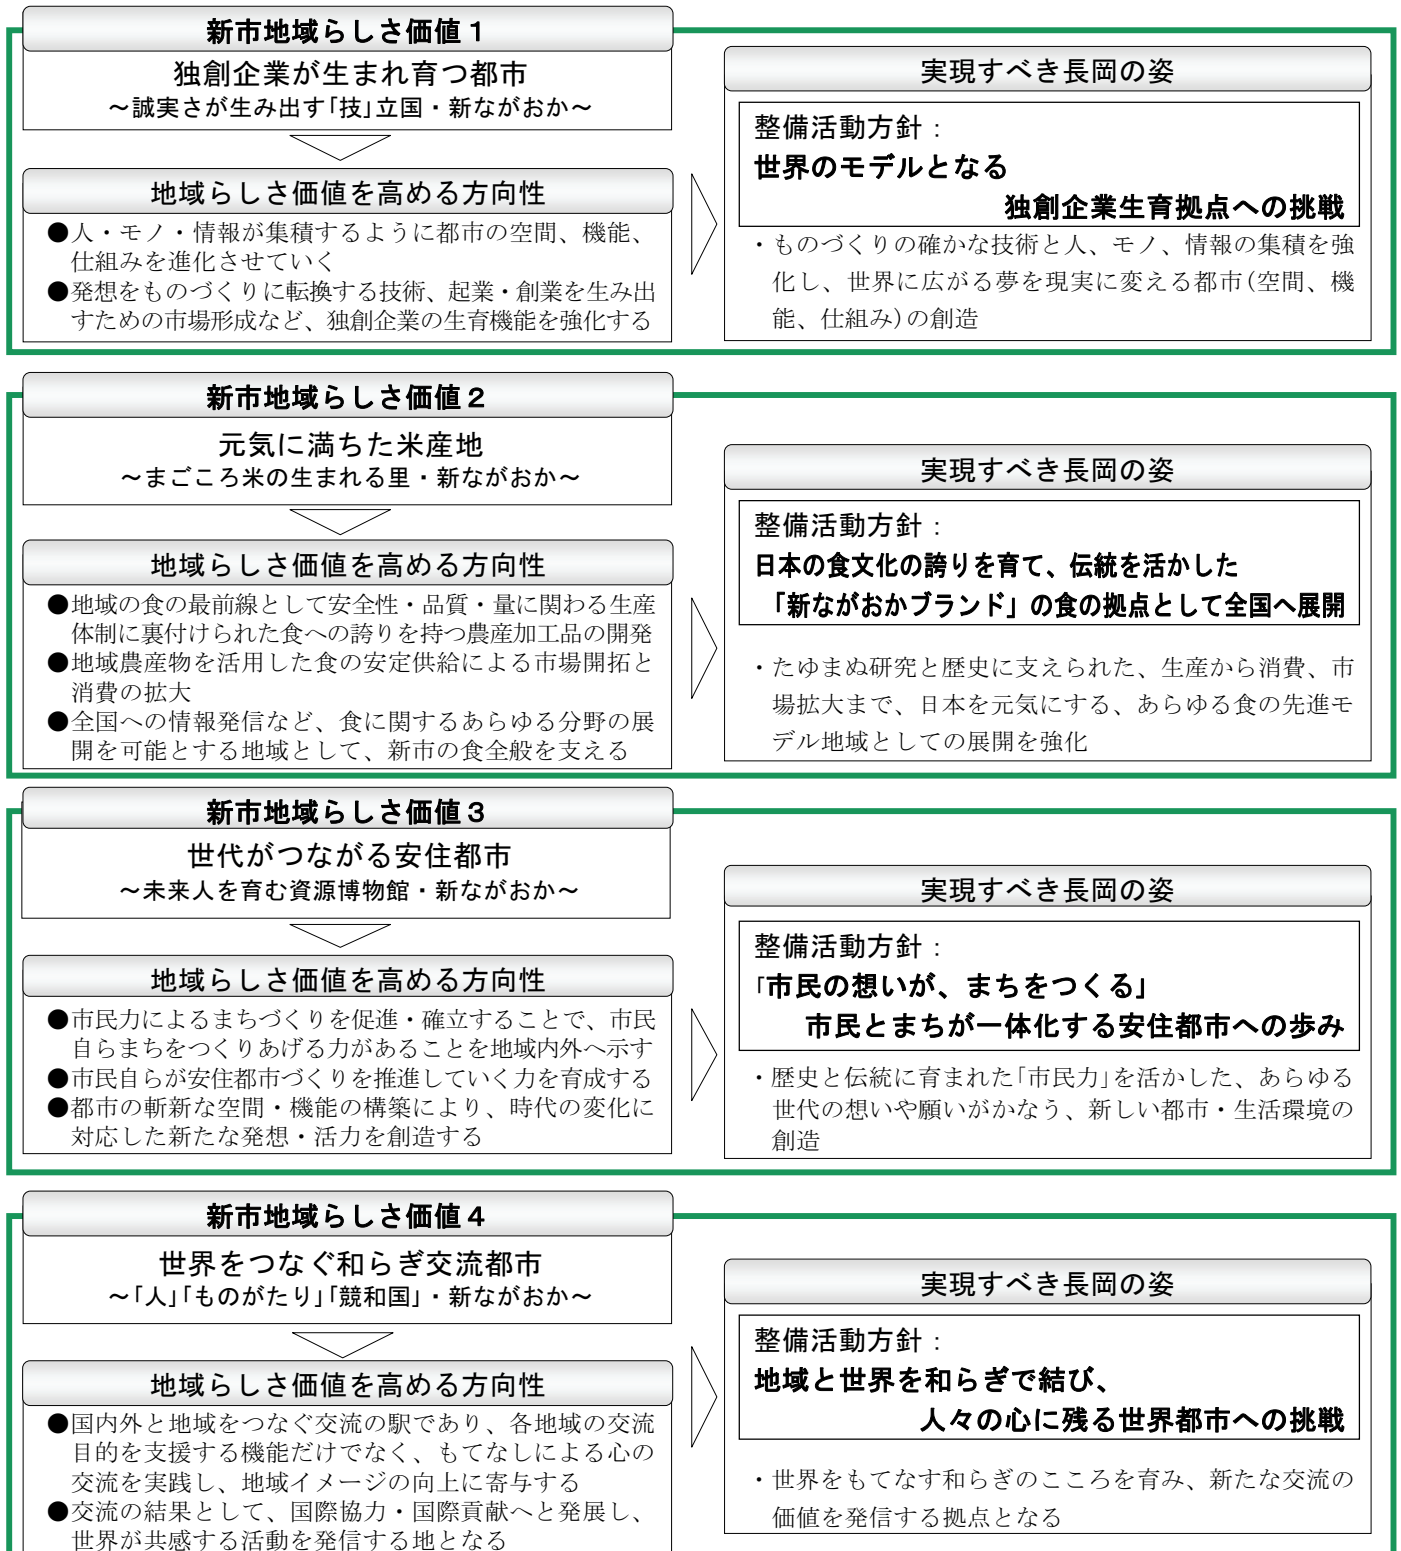 新市地域らしさ価値１
独創企業が生まれ育つ都市
～誠実さが生み出す「技」立国・新ながおか～
地域らしさ価値を高める方向性
●人・モノ・情報が集積するように都市の空間、機能、
仕組みを進化させていく
●発想をものづくりに転換する技術、起業・創業を生み出
すための市場形成など、独創企業の生育機能を強化する
実現すべき長岡の姿
整備活動方針：
世界のモデルとなる
独創企業生育拠点への挑戦
・ものづくりの確かな技術と人、モノ、情報の集積を強
化し、世界に広がる夢を現実に変える都市(空間、機
能、仕組み)の創造
新市地域らしさ価値２
元気に満ちた米産地
～まごころ米の生まれる里・新ながおか～
地域らしさ価値を高める方向性
●地域の食の最前線として安全性・品質・量に関わる生産
体制に裏付けられた食への誇りを持つ農産加工品の開発
●地域農産物を活用した食の安定供給による市場開拓と
消費の拡大
●全国への情報発信など、食に関するあらゆる分野の展
開を可能とする地域として、新市の食全般を支える
実現すべき長岡の姿
整備活動方針：
日本の食文化の誇りを育て、伝統を活かした
「新ながおかブランド」の食の拠点として全国へ展開
・たゆまぬ研究と歴史に支えられた、生産から消費、市
場拡大まで、日本を元気にする、あらゆる食の先進モ
デル地域としての展開を強化
新市地域らしさ価値３
世代がつながる安住都市
～未来人を育む資源博物館・新ながおか～
地域らしさ価値を高める方向性
●市民力によるまちづくりを促進・確立することで、市民
自らまちをつくりあげる力があることを地域内外へ示す
●市民自らが安住都市づくりを推進していく力を育成する
●都市の斬新な空間・機能の構築により、時代の変化に
対応した新たな発想・活力を創造する
実現すべき長岡の姿
整備活動方針：
「市民の想いが、まちをつくる」
市民とまちが一体化する安住都市への歩み
・歴史と伝統に育まれた「市民力」を活かした、あらゆる
世代の想いや願いがかなう、新しい都市・生活環境の
創造
新市地域らしさ価値４
世界をつなぐ和らぎ交流都市
～「人」「ものがたり」「競和国」・新ながおか～
地域らしさ価値を高める方向性
●国内外と地域をつなぐ交流の駅であり、各地域の交流
目的を支援する機能だけでなく、もてなしによる心の
交流を実践し、地域イメージの向上に寄与する
●交流の結果として、国際協力・国際貢献へと発展し、
世界が共感する活動を発信する地となる
実現すべき長岡の姿
整備活動方針：
地域と世界を和らぎで結び、
人々の心に残る世界都市への挑戦
・世界をもてなす和らぎのこころを育み、新たな交流の
価値を発信する拠点となる